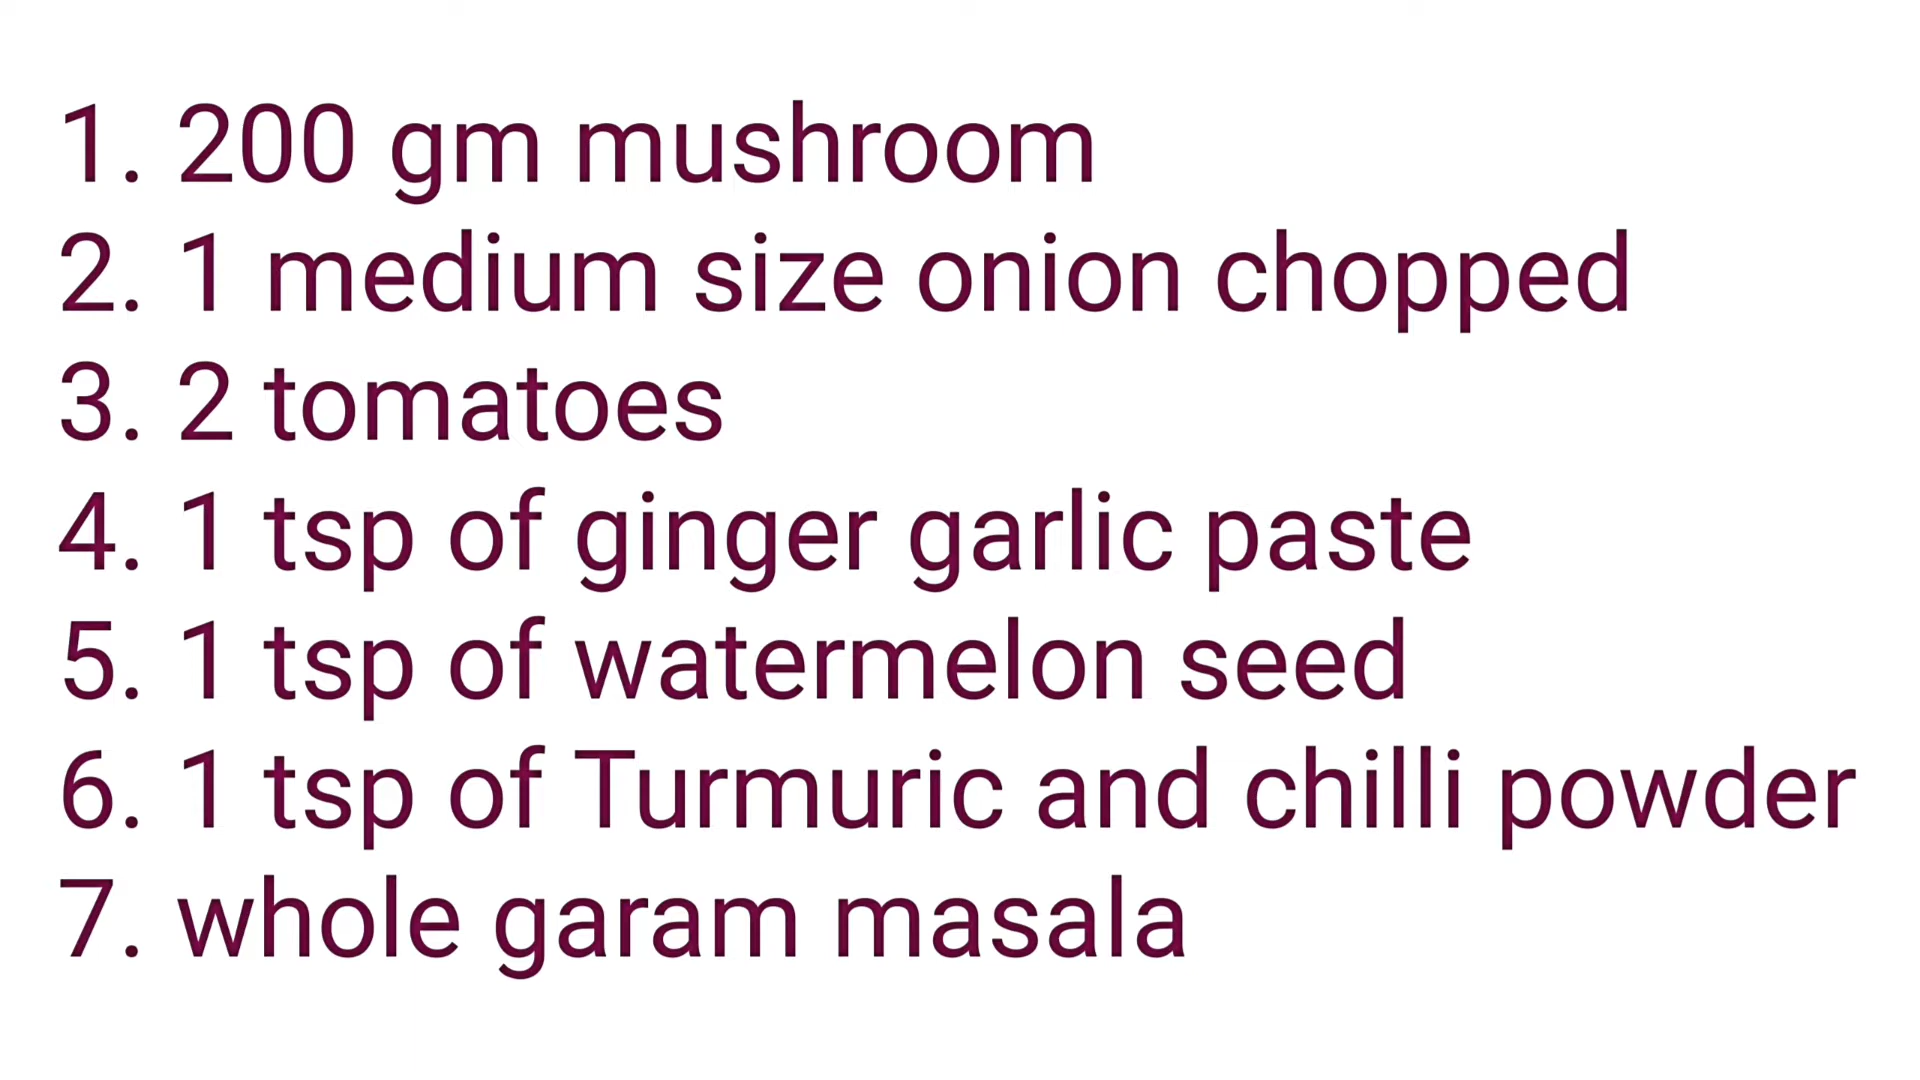 1. 200 gm mushroom
2. 1 medium size onion chopped
3. 2 tomatoes
4. 1 tsp of ginger garlic paste
5. 1 tsp of watermelon seed
6. 1 tsp of Turmuric and chilli powder
7. whole garam masala